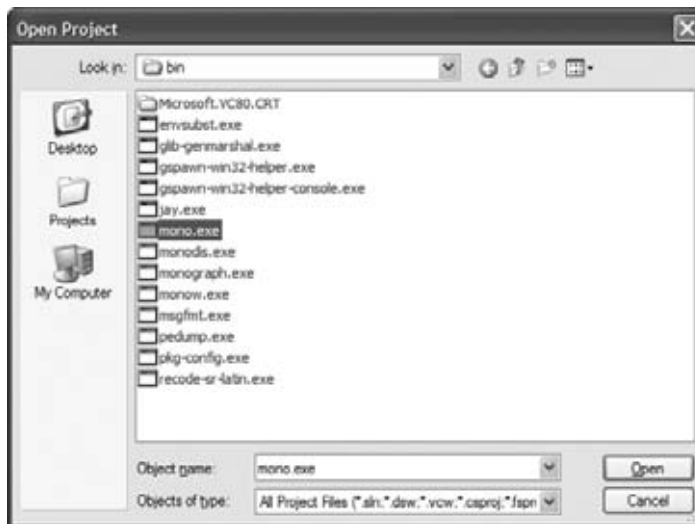 Open Project
Look in: bin
Desktop
Projects
My Computer
Microsoft.VC80.CRT
envsubst.exe
glib-genmarshal.exe
gspawn-win32-helper.exe
gspawn-win32-helper-console.exe
jay.exe
mono.exe
monodis.exe
monograph.exe
monow.exe
msgfmt.exe
pedump.exe
pkg-config.exe
recode-sr-latin.exe
Object name: mono.exe
Open
Objects of type: All Project Files (*.sln;*.dsw;*.vcw;*.csproj;*.fspr
Cancel